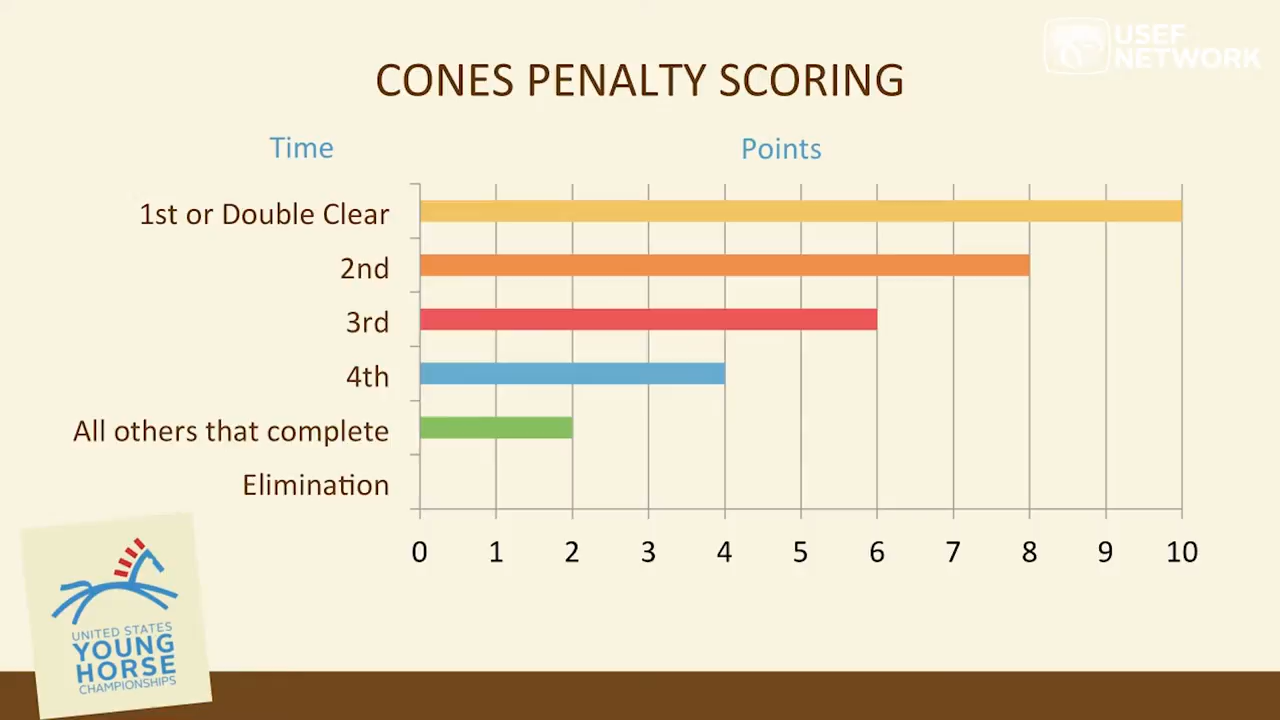 USEF
NETWORK
CONES PENALTY SCORING
Time Points
1st or Double Clear
2nd
3rd
4th
All others that complete
Elimination
0 1 2 3 4 5 6 7 8 9 10
UNITED STATES
YOUNG
HORSE
CHAMPIONSHIPS